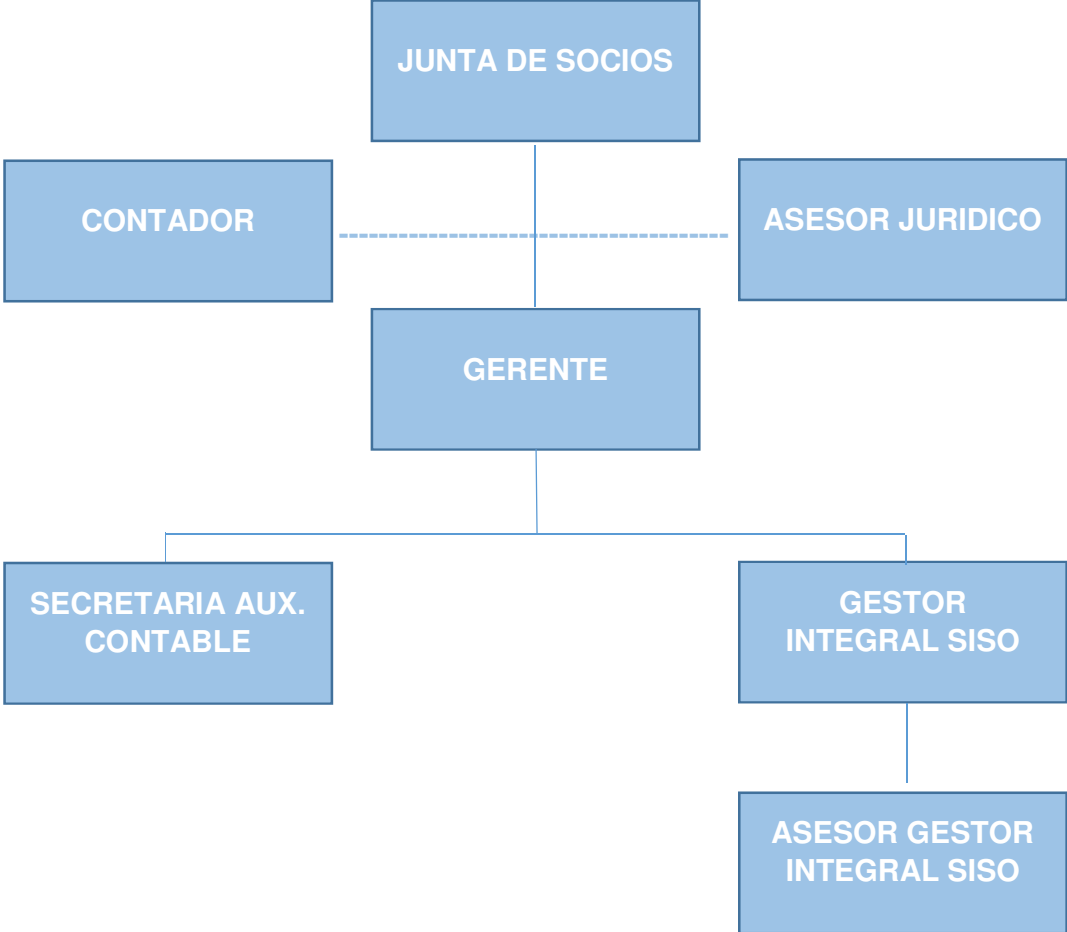 JUNTA DE SOCIOS
CONTADOR
ASESOR JURIDICO
GERENTE
SECRETARIA AUX.
CONTABLE
GESTOR
INTEGRAL SISO
ASESOR GESTOR
INTEGRAL SISO